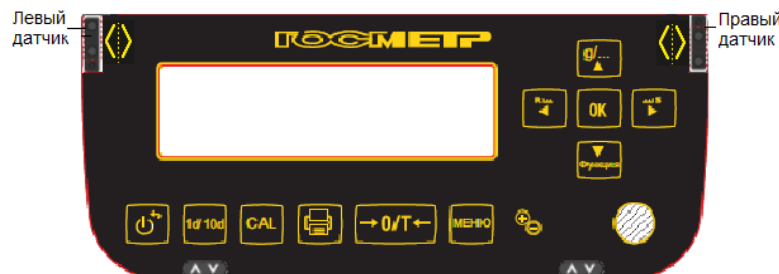 Левый
датчик
Правый
датчик
ГОСМЕТР
g/...
OK
Функция
1d/10d
CAL
→0/T←
МЕНЮ